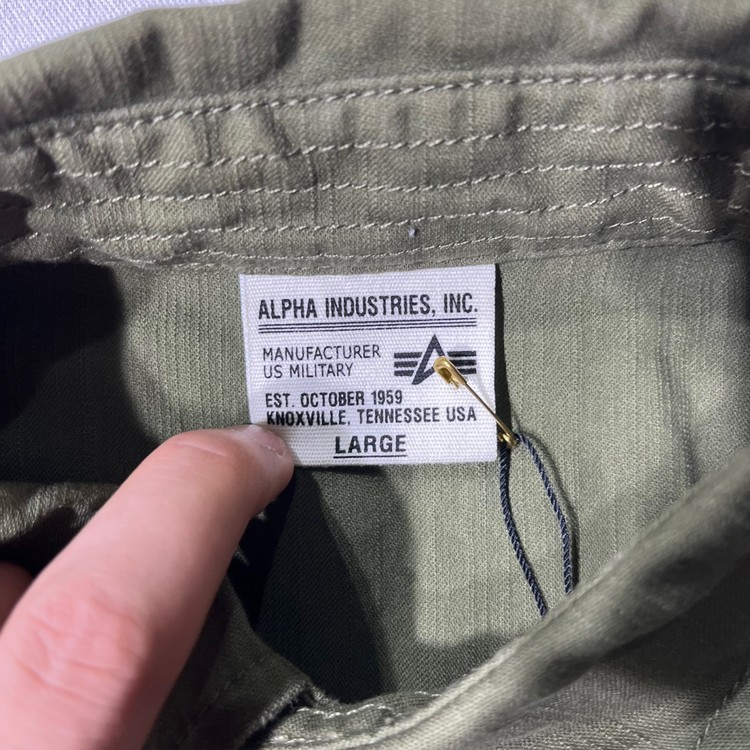 ALPHA INDUSTRIES, INC.
MANUFACTURER
US MILITARY
EST. OCTOBER 1959
KNOXVILLE, TENNESSEE USA
LARGE